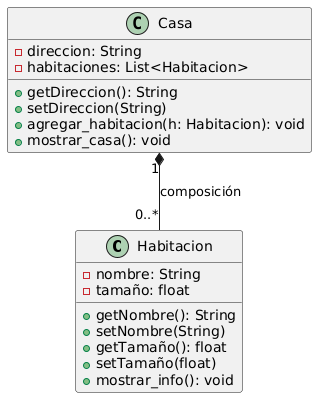 C Casa
direccion: String
habitaciones: List<Habitacion>
getDireccion(): String
setDireccion(String)
agregar_habitacion(h: Habitacion): void
mostrar_casa(): void
1
composición
0..*
C Habitacion
nombre: String
tamaño: float
getNombre(): String
setNombre(String)
getTamaño(): float
setTamaño(float)
mostrar_info(): void